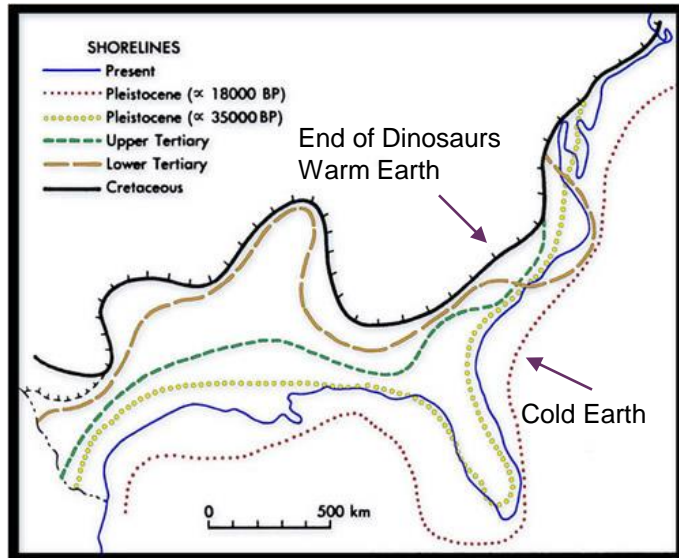 SHORELINES
Present
Pleistocene (∝ 18000 BP)
Pleistocene (∝ 35000 BP)
Upper Tertiary
Lower Tertiary
Cretaceous
End of Dinosaurs
Warm Earth
Cold Earth
0 500 km